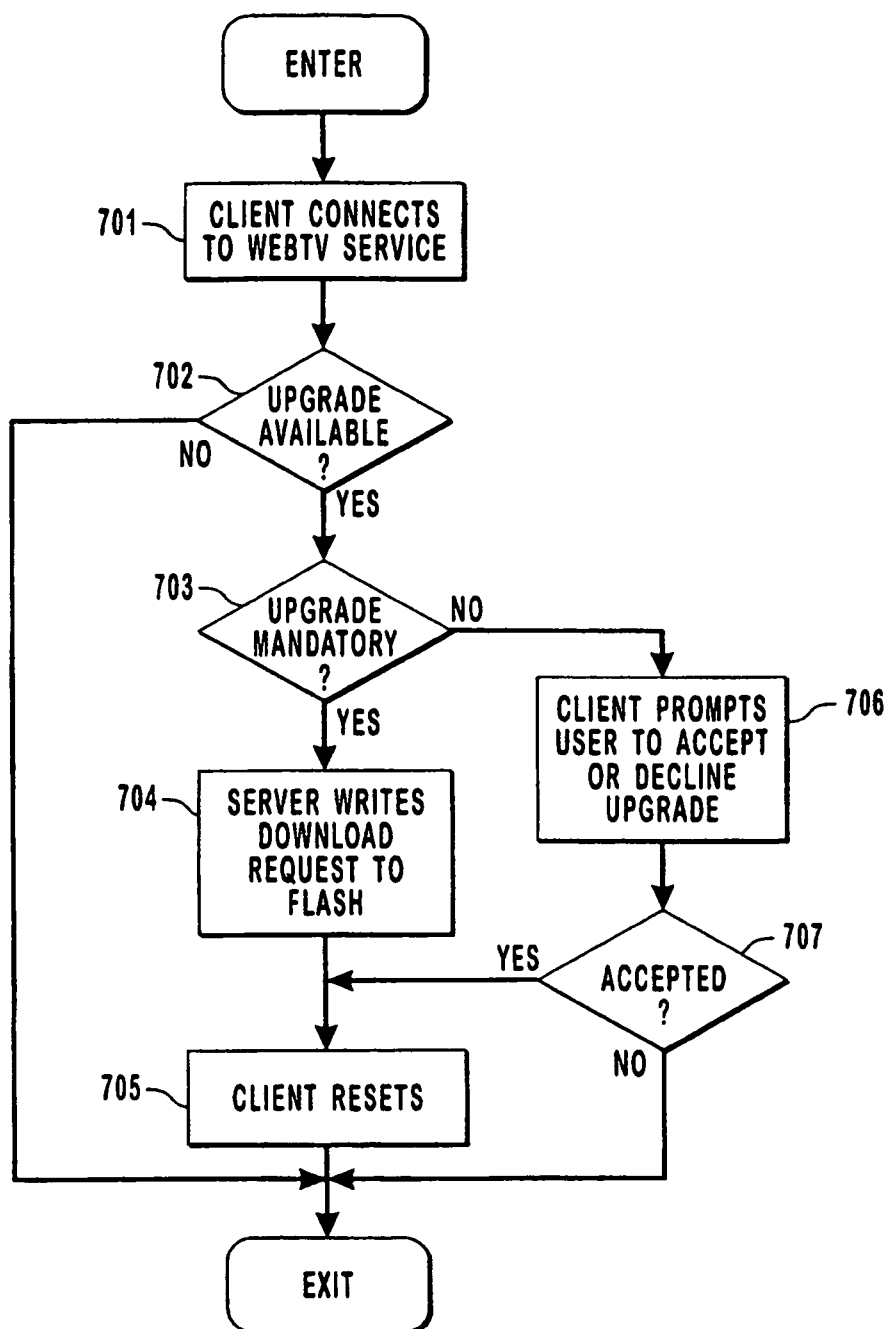 ENTER
701
CLIENT CONNECTS
TO WEBTV SERVICE
702
UPGRADE
AVAILABLE
?
NO
YES
703
UPGRADE
MANDATORY
?
NO
YES
704
SERVER WRITES
DOWNLOAD
REQUEST TO
FLASH
706
CLIENT PROMPTS
USER TO ACCEPT
OR DECLINE
UPGRADE
707
ACCEPTED
?
YES
NO
705
CLIENT RESETS
EXIT